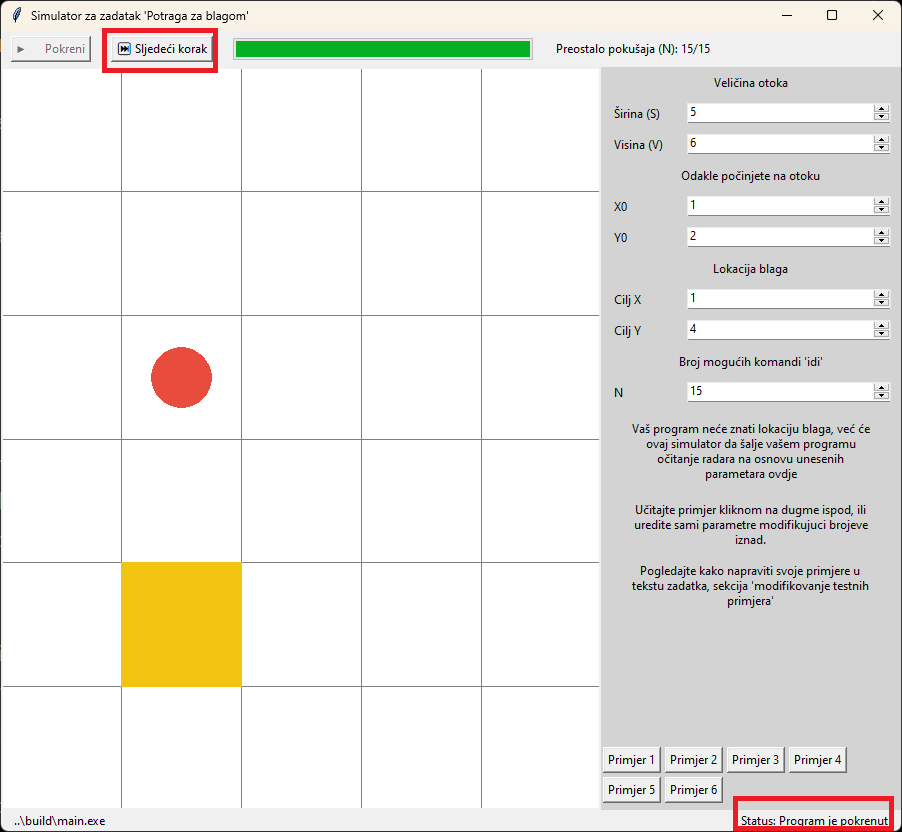 Simulator za zadatak 'Potraga za blagom'
Pokreni
Sljedeći korak
Preostalo pokušaja (N): 15/15
Veličina otoka
Širina (S) 5
Visina (V) 6
Odakle počinjete na otoku
X0 1
Y0 2
Lokacija blaga
Cilj X 1
Cilj Y 4
Broj mogućih komandi 'idi'
N 15
Vaš program neće znati lokaciju blaga, već će
ovaj simulator da šalje vašem programu
očitanje radara na osnovu unesenih
parametara ovdje
Učitajte primjer kliknom na dugme ispod, ili
uredite sami parametre modifikujuci brojeve
iznad.
Pogledajte kako napraviti svoje primjere u
tekstu zadatka, sekcija 'modifikovanje testnih
primjera'
Primjer 1 Primjer 2 Primjer 3 Primjer 4
Primjer 5 Primjer 6
..\build\main.exe
Status: Program je pokrenut